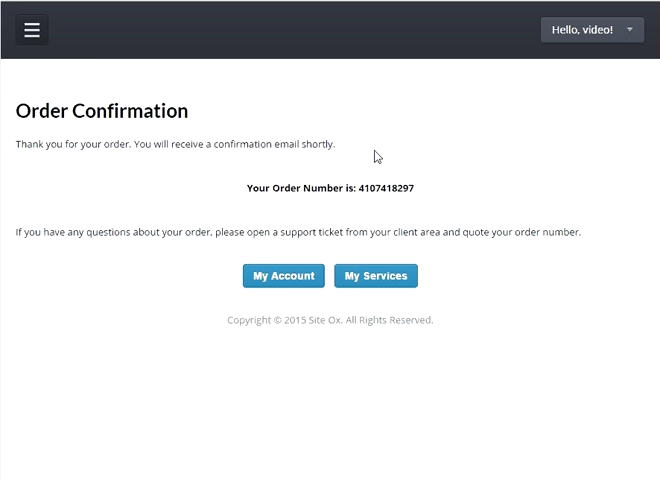 Hello, video!
Order Confirmation
Thank you for your order. You will receive a confirmation email shortly.
Your Order Number is: 4107418297
If you have any questions about your order, please open a support ticket from your client area and quote your order number.
My Account My Services
Copyright © 2015 Site Ox. All Rights Reserved.